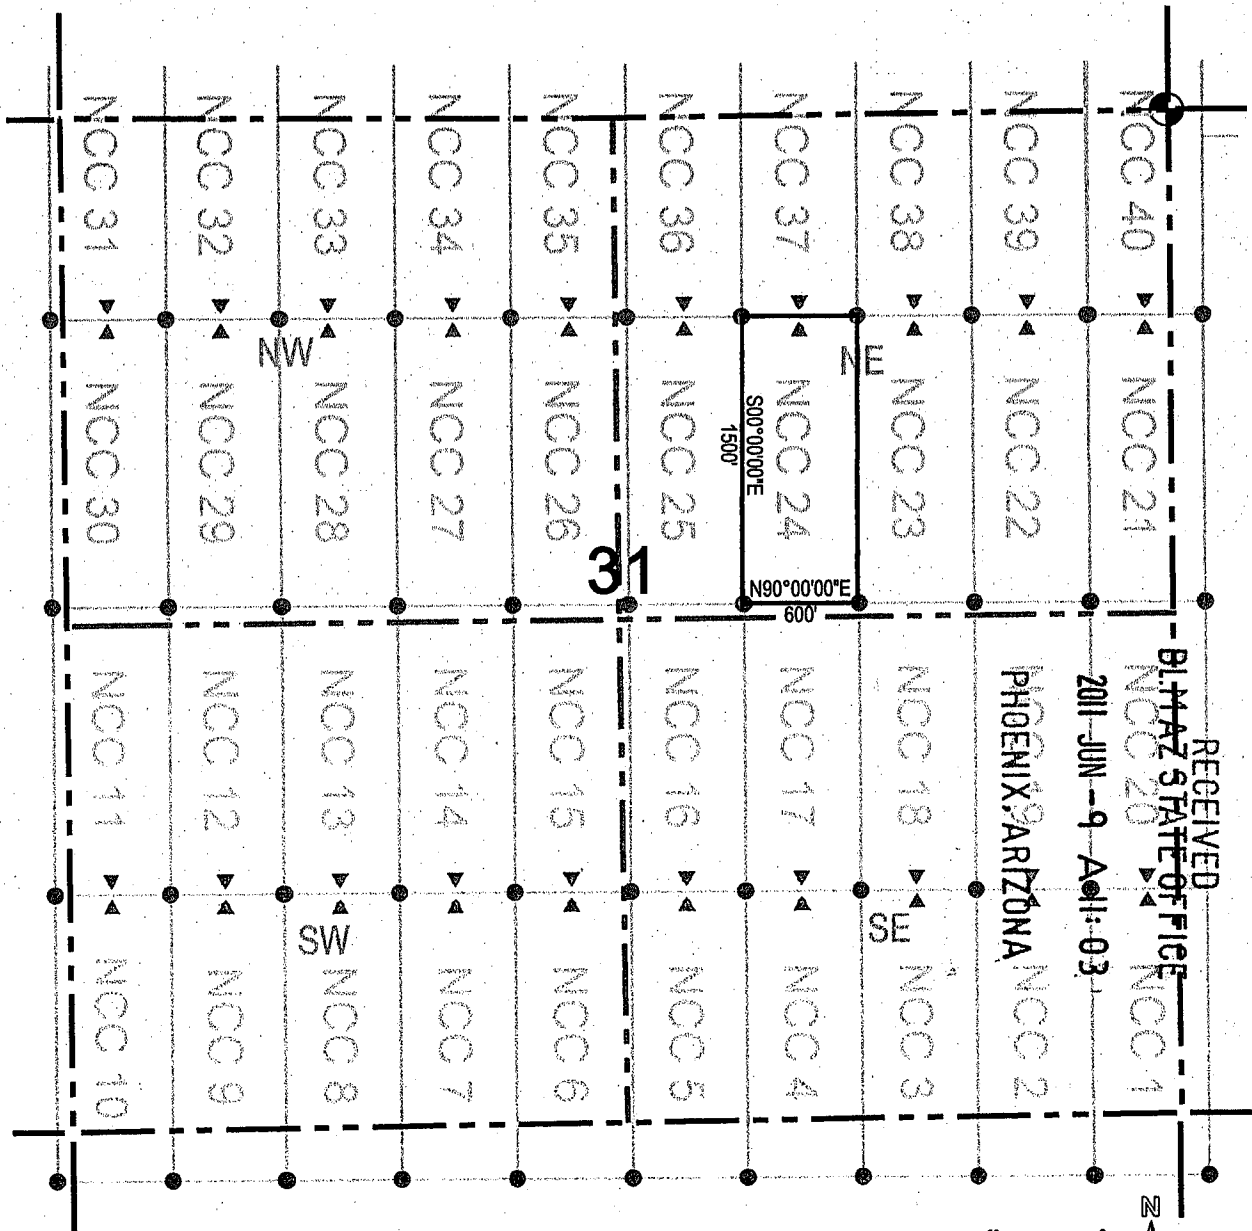 NCC 31
NCC 32
NCC 33
NCC 34
NCC 35
NCC 36
NCC 37
NCC 38
NCC 39
NCC 40
NW
NE
NCC 30
NCC 29
NCC 28
NCC 27
NCC 26
NCC 25
NCC 24
NCC 23
NCC 22
NCC 21
S00°00'00"E
1500'
N90°00'00"E
600'
31
NCC 11
NCC 12
NCC 13
NCC 14
NCC 15
NCC 16
NCC 17
NCC 18
NCC 19
NCC 20
RECEIVED
BLM AZ STATE OFFICE
2011 JUN -9 A 11: 03
PHOENIX, ARIZONA
SW
SE
NCC 10
NCC 9
NCC 8
NCC 7
NCC 6
NCC 5
NCC 4
NCC 3
NCC 2
NCC 1
N